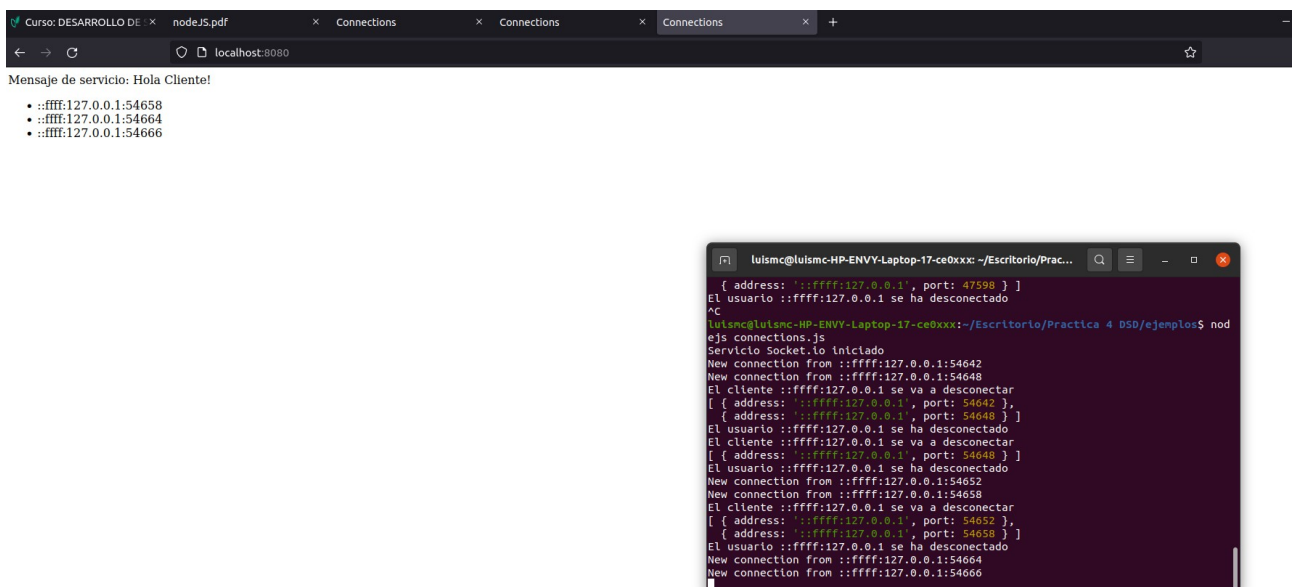 Curso: DESARROLLO DE S
nodeJS.pdf
Connections
Connections
Connections
localhost:8080
Mensaje de servicio: Hola Cliente!
• ::ffff:127.0.0.1:54658
• ::ffff:127.0.0.1:54664
• ::ffff:127.0.0.1:54666
luismc@luismc-HP-ENVY-Laptop-17-ce0xxx: ~/Escritorio/Prac...
{ address: '::ffff:127.0.0.1', port: 47598 } ]
El usuario ::ffff:127.0.0.1 se ha desconectado
^C
luismc@luismc-HP-ENVY-Laptop-17-ce0xxx:~/Escritorio/Practica 4 DSD/ejemplos$ nod
ejs connections.js
Servicio Socket.io iniciado
New connection from ::ffff:127.0.0.1:54642
New connection from ::ffff:127.0.0.1:54648
El cliente ::ffff:127.0.0.1 se va a desconectar
[ { address: '::ffff:127.0.0.1', port: 54642 },
{ address: '::ffff:127.0.0.1', port: 54648 } ]
El usuario ::ffff:127.0.0.1 se ha desconectado
El cliente ::ffff:127.0.0.1 se va a desconectar
[ { address: '::ffff:127.0.0.1', port: 54648 } ]
El usuario ::ffff:127.0.0.1 se ha desconectado
New connection from ::ffff:127.0.0.1:54652
New connection from ::ffff:127.0.0.1:54658
El cliente ::ffff:127.0.0.1 se va a desconectar
[ { address: '::ffff:127.0.0.1', port: 54652 },
{ address: '::ffff:127.0.0.1', port: 54658 } ]
El usuario ::ffff:127.0.0.1 se ha desconectado
New connection from ::ffff:127.0.0.1:54664
New connection from ::ffff:127.0.0.1:54666